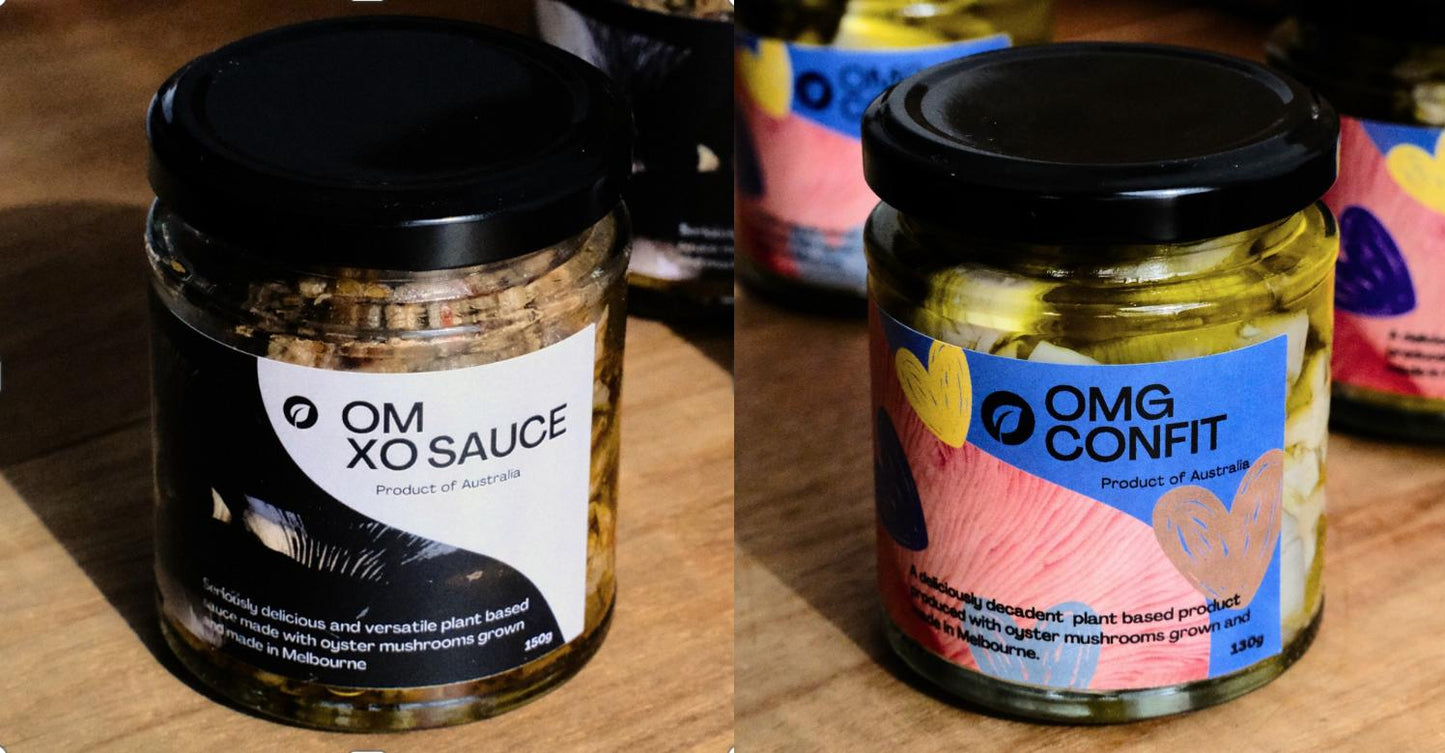 OM
XO SAUCE
Product of Australia
Seriously delicious and versatile plant based
sauce made with oyster mushrooms grown
and made in Melbourne
150g
OMG
OMG
CONFIT
Product of Australia
A deliciously decadent plant based product
produced with oyster mushrooms grown and
made in Melbourne.
130g